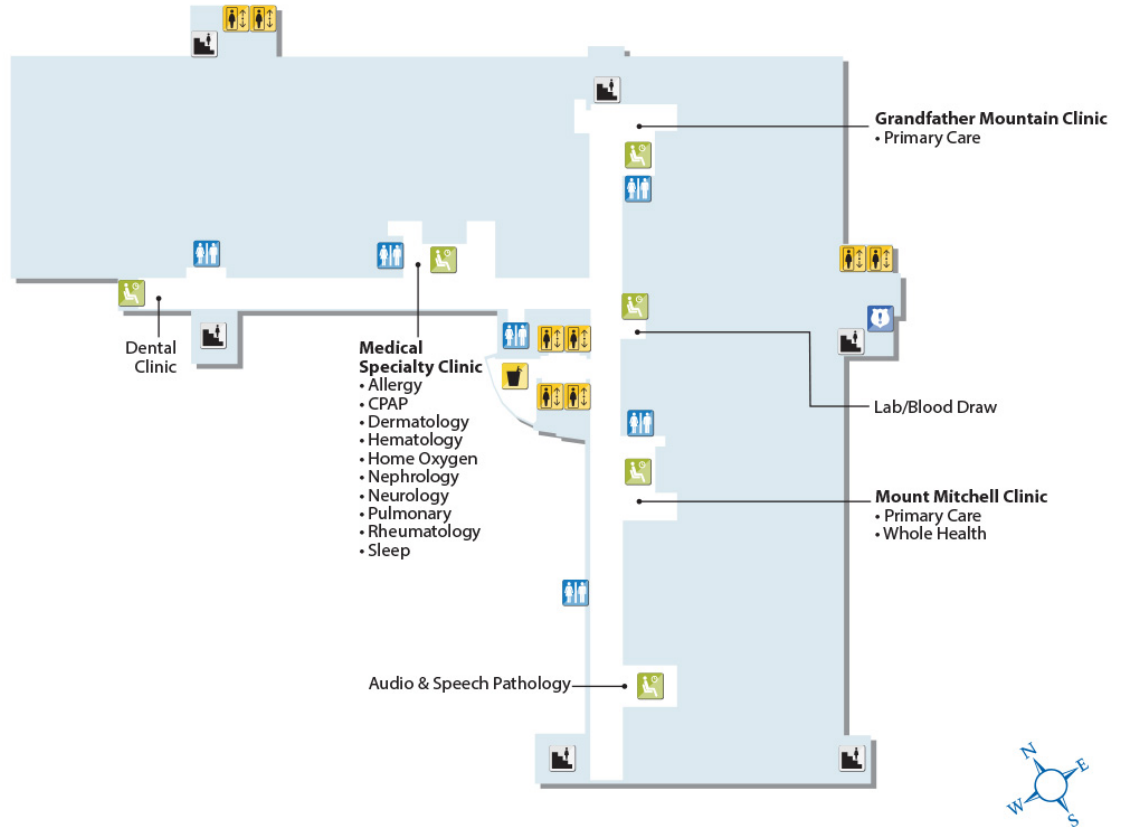 Grandfather Mountain Clinic
• Primary Care
Dental
Clinic
Medical
Specialty Clinic
• Allergy
• CPAP
• Dermatology
• Hematology
• Home Oxygen
• Nephrology
• Neurology
• Pulmonary
• Rheumatology
• Sleep
Lab/Blood Draw
Mount Mitchell Clinic
• Primary Care
• Whole Health
Audio & Speech Pathology
N
E
W
S